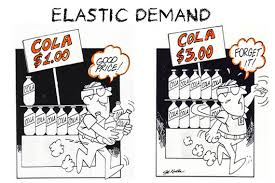 ELASTIC DEMAND
COLA
$1.00
GOOD
PRICE!
COLA
$3.00
FORGET
IT!